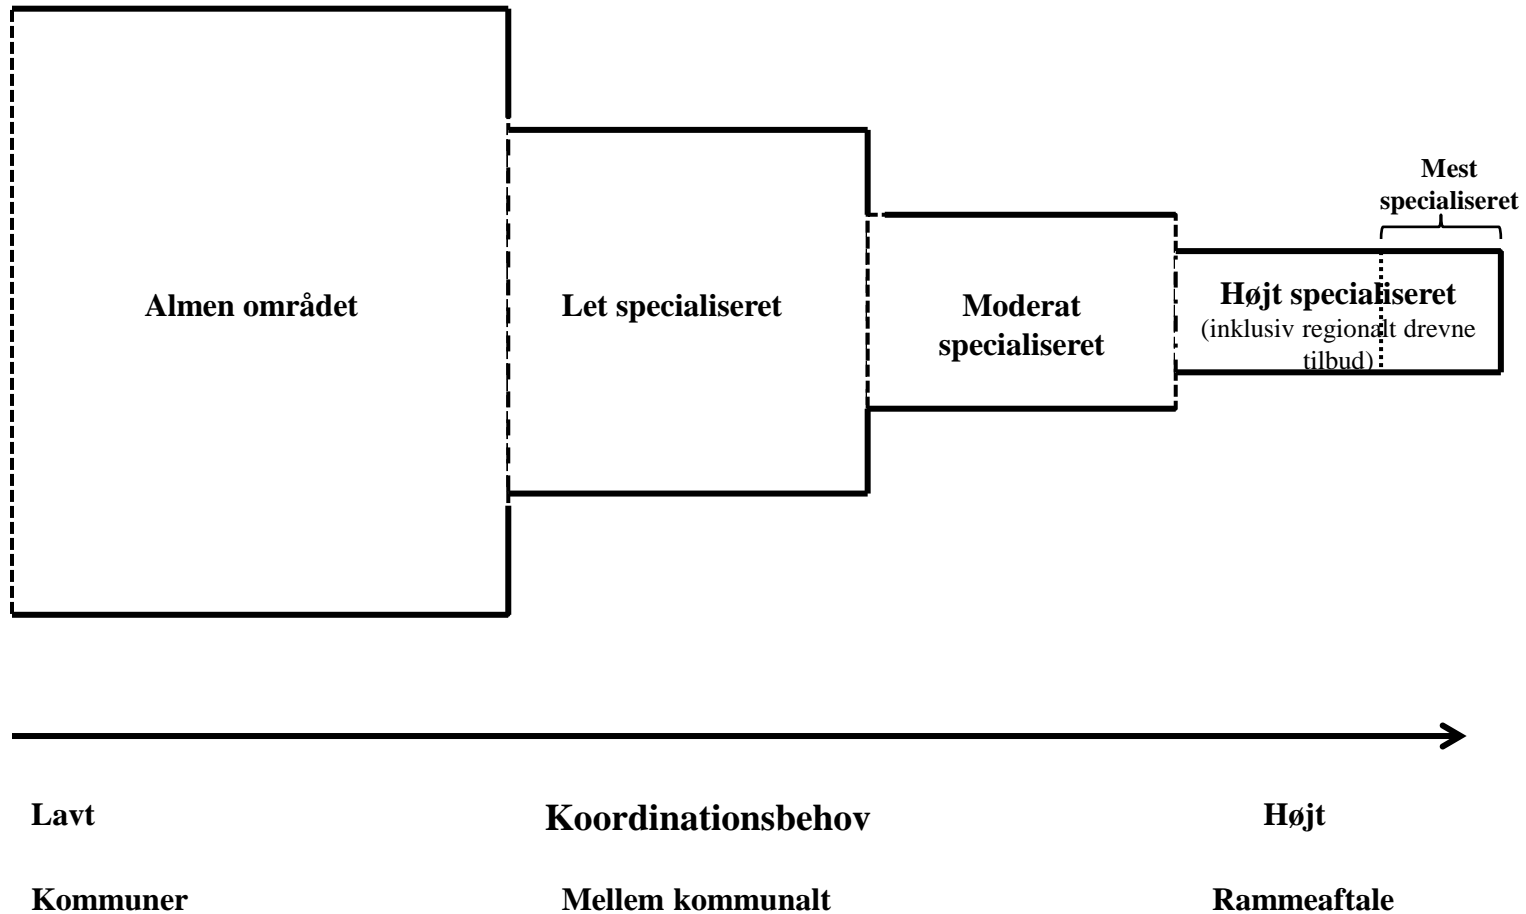 Mest
specialiseret
Almen området
Let specialiseret
Moderat
specialiseret
Højt specialiseret
(inklusiv regionalt drevne
tilbud)
Lavt
Koordinationsbehov
Højt
Kommuner
Mellem kommunalt
Rammeaftale